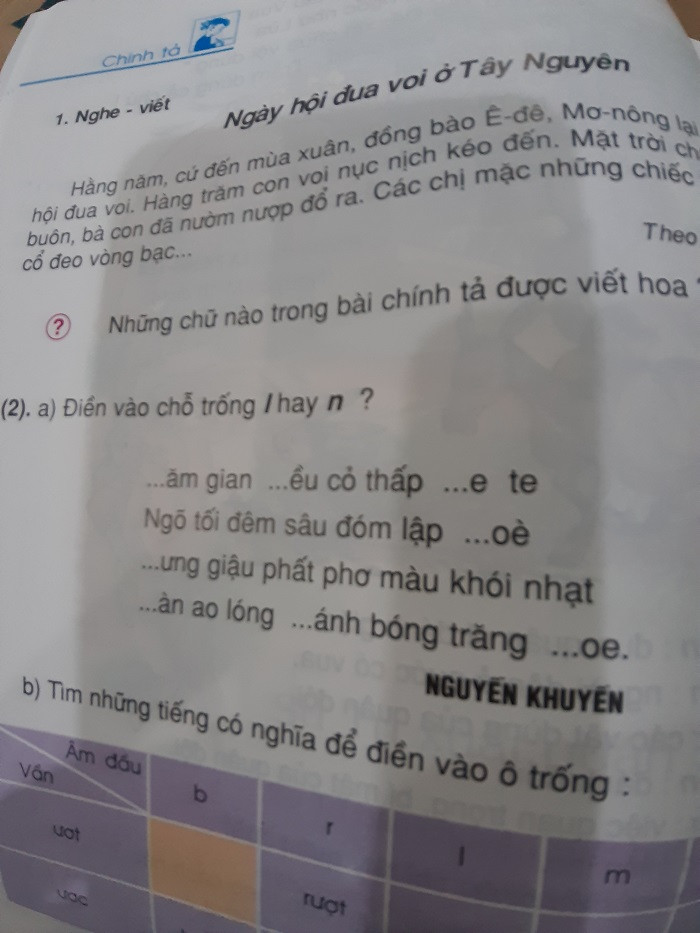 Chính tả
1. Nghe - viết
Ngày hội đua voi ở Tây Nguyên
Hằng năm, cứ đến mùa xuân, đồng bào Ê-đê, Mơ-nông lại
hội đua voi. Hàng trăm con voi nục nịch kéo đến. Mặt trời ch
buôn, bà con đã nườm nượp đổ ra. Các chị mặc những chiếc
cổ đeo vòng bạc...
Theo
? Những chữ nào trong bài chính tả được viết hoa
(2). a) Điền vào chỗ trống l hay n ?
...ăm gian ...ều cỏ thấp ...e te
Ngõ tối đêm sâu đóm lập ...oè
...ưng giậu phất phơ màu khói nhạt
...àn ao lóng ...ánh bóng trăng ...oe.
NGUYỄN KHUYẾN
b) Tìm những tiếng có nghĩa để điền vào ô trống :
Âm đầu
Vần
b r l m
ươt
ươc rượt